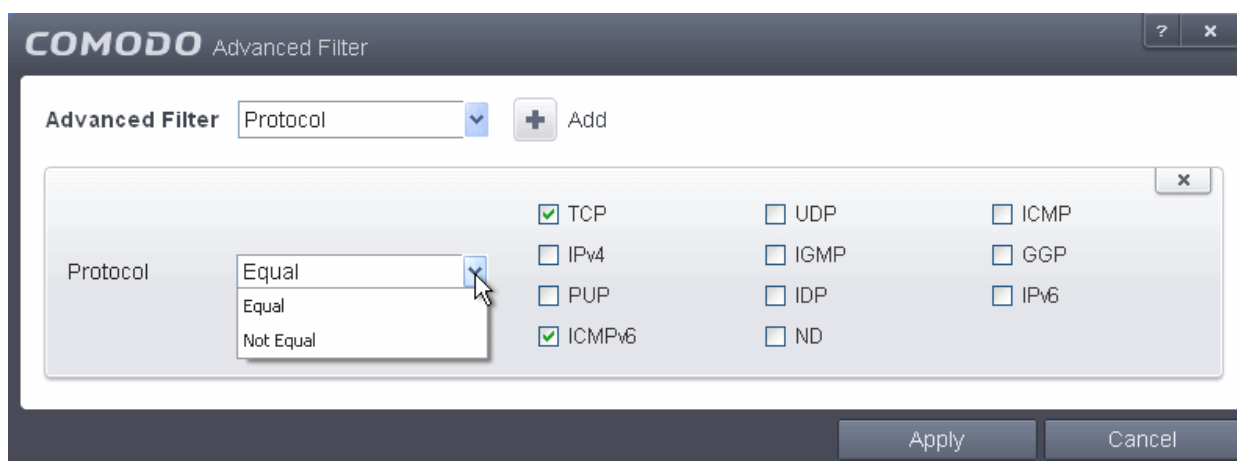 COMODO Advanced Filter ? x
Advanced Filter Protocol + Add
x
TCP UDP ICMP
IPv4 IGMP GGP
Protocol Equal
PUP IDP IPv6
Equal
ICMPv6 ND
Not Equal
Apply Cancel